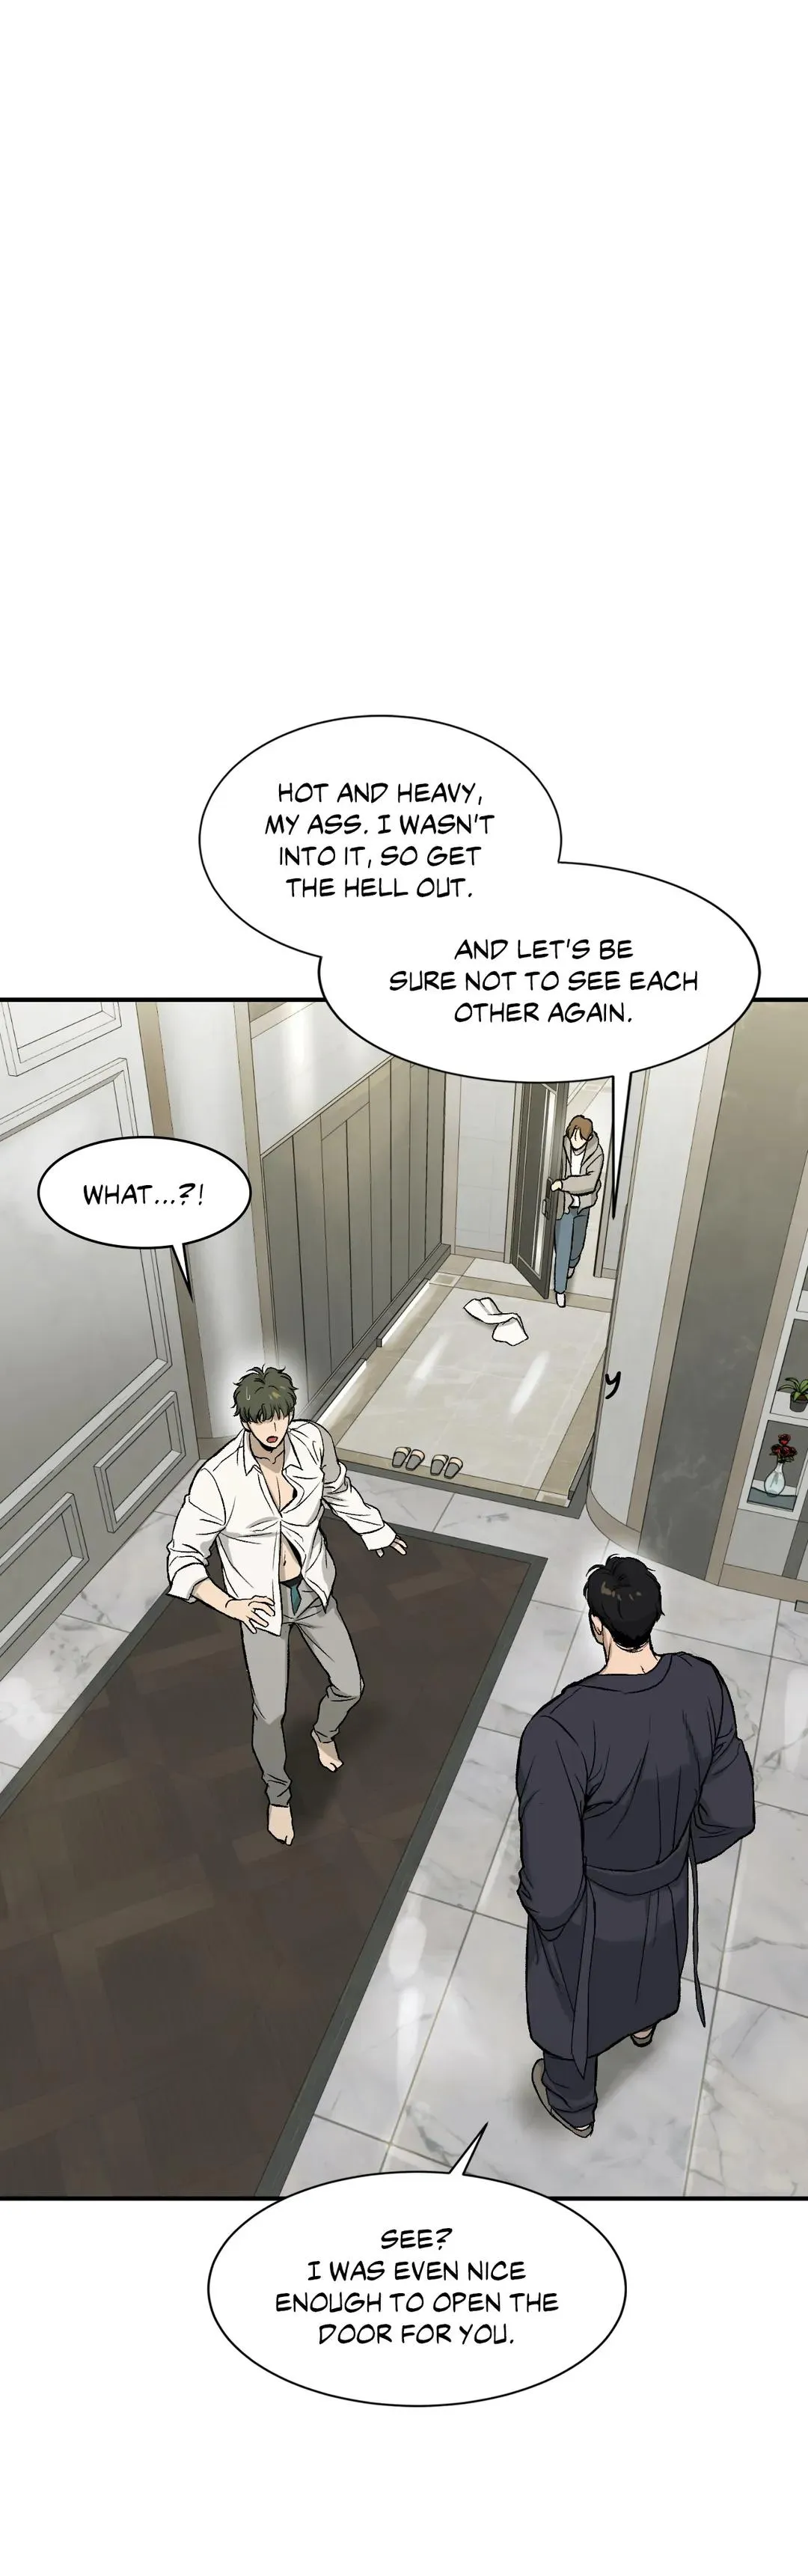 HOT AND HEAVY,
MY ASS. I WASN'T
INTO IT, SO GET
THE HELL OUT.
AND LET'S BE
SURE NOT TO SEE EACH
OTHER AGAIN.
WHAT...?!
SEE?
I WAS EVEN NICE
ENOUGH TO OPEN THE
DOOR FOR YOU.